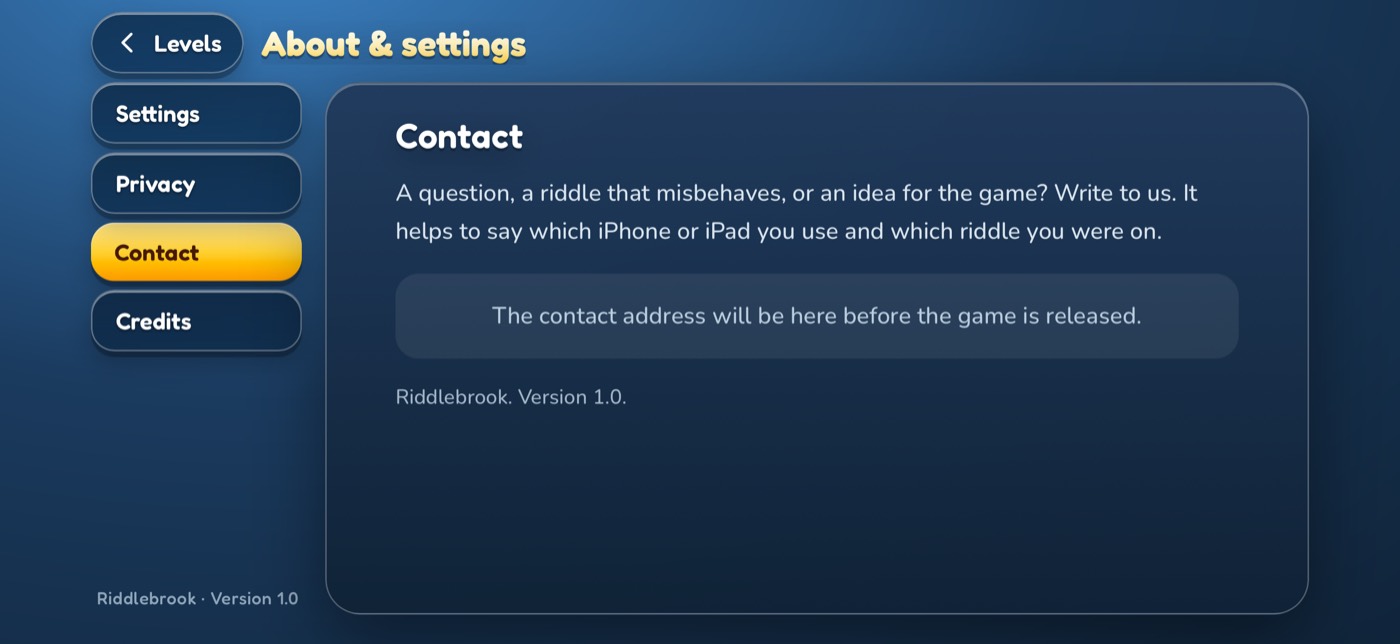 Levels
About & settings
Settings
Privacy
Contact
Credits
Riddlebrook · Version 1.0
Contact
A question, a riddle that misbehaves, or an idea for the game? Write to us. It
helps to say which iPhone or iPad you use and which riddle you were on.
The contact address will be here before the game is released.
Riddlebrook. Version 1.0.